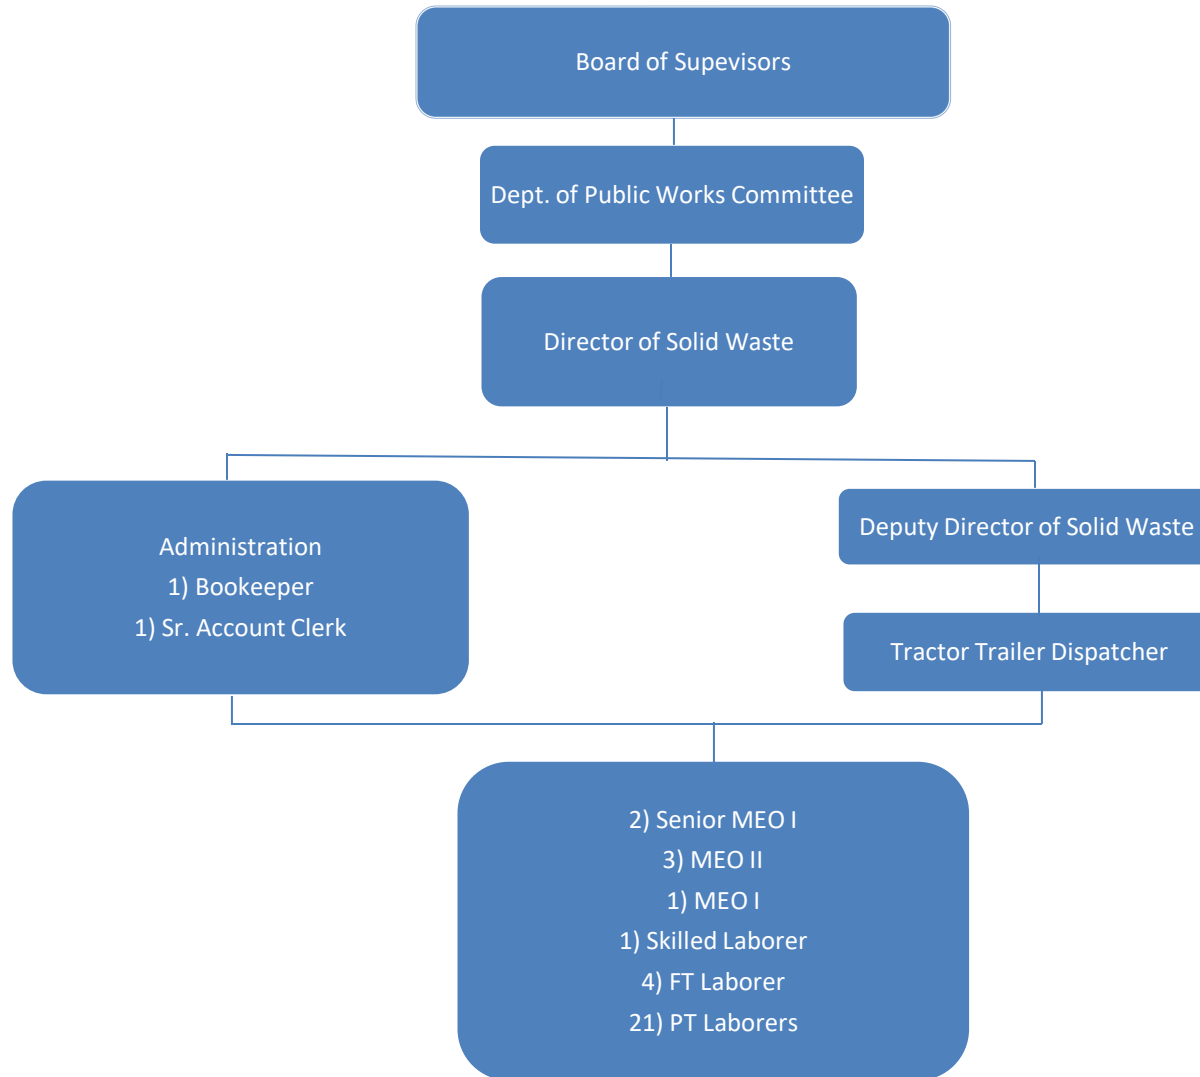 Board of Supevisors
Dept. of Public Works Committee
Director of Solid Waste
Administration
1) Bookeeper
1) Sr. Account Clerk
Deputy Director of Solid Waste
Tractor Trailer Dispatcher
2) Senior MEO I
3) MEO II
1) MEO I
1) Skilled Laborer
4) FT Laborer
21) PT Laborers